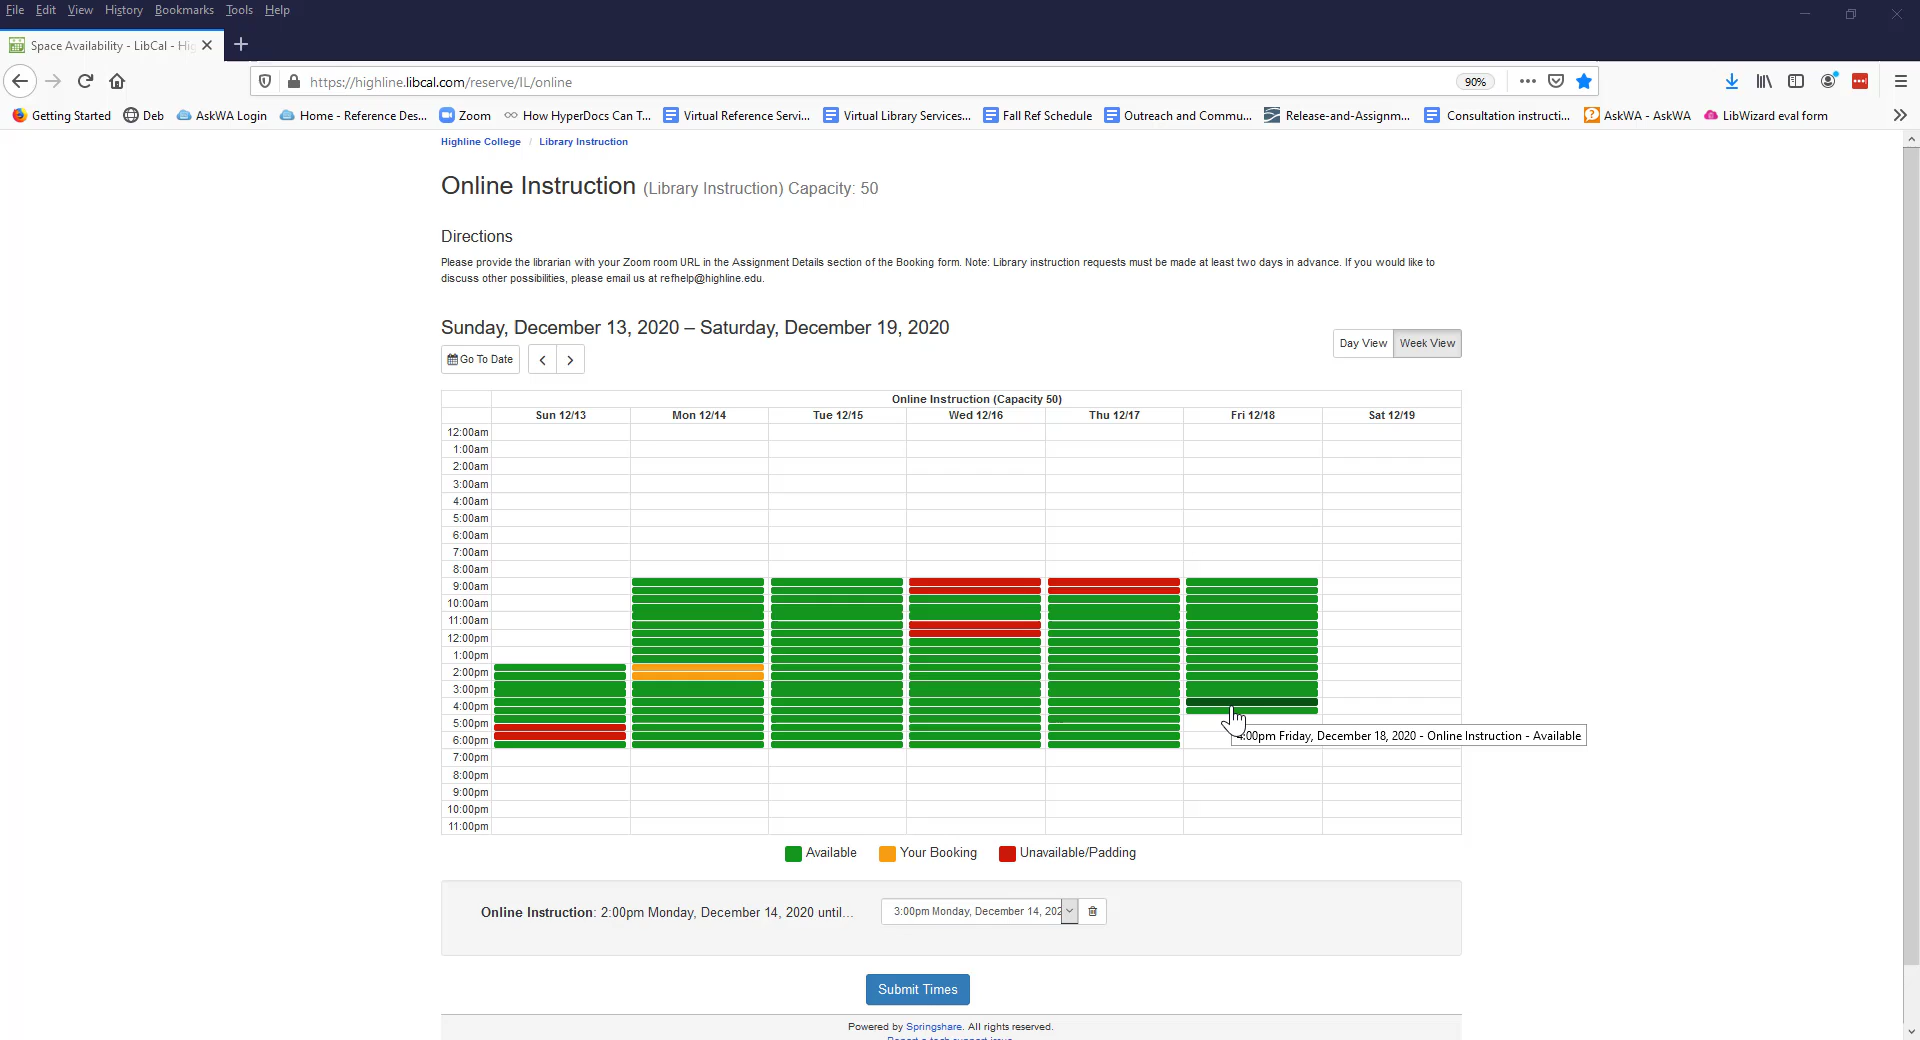 File Edit View History Bookmarks Tools Help
Space Availability - LibCal - Hi
https://highline.libcal.com/reserve/IL/online
90%
Getting Started Deb AskWA Login Home - Reference Des... Zoom How HyperDocs Can T... Virtual Reference Servi... Virtual Library Services... Fall Ref Schedule Outreach and Commu... Release-and-Assignm... Consultation instructi... AskWA - AskWA LibWizard eval form
Highline College / Library Instruction
Online Instruction (Library Instruction) Capacity: 50
Directions
Please provide the librarian with your Zoom room URL in the Assignment Details section of the Booking form. Note: Library instruction requests must be made at least two days in advance. If you would like to
discuss other possibilities, please email us at refhelp@highline.edu.
Sunday, December 13, 2020 – Saturday, December 19, 2020
Go To Date
Day View Week View
Online Instruction (Capacity 50)
Sun 12/13 Mon 12/14 Tue 12/15 Wed 12/16 Thu 12/17 Fri 12/18 Sat 12/19
12:00am
1:00am
2:00am
3:00am
4:00am
5:00am
6:00am
7:00am
8:00am
9:00am
10:00am
11:00am
12:00pm
1:00pm
2:00pm
3:00pm
4:00pm
5:00pm
6:00pm
7:00pm
8:00pm
9:00pm
10:00pm
11:00pm
4:00pm Friday, December 18, 2020 - Online Instruction - Available
Available Your Booking Unavailable/Padding
Online Instruction: 2:00pm Monday, December 14, 2020 until...
3:00pm Monday, December 14, 202
Submit Times
Powered by Springshare. All rights reserved.
Report a tech support issue.